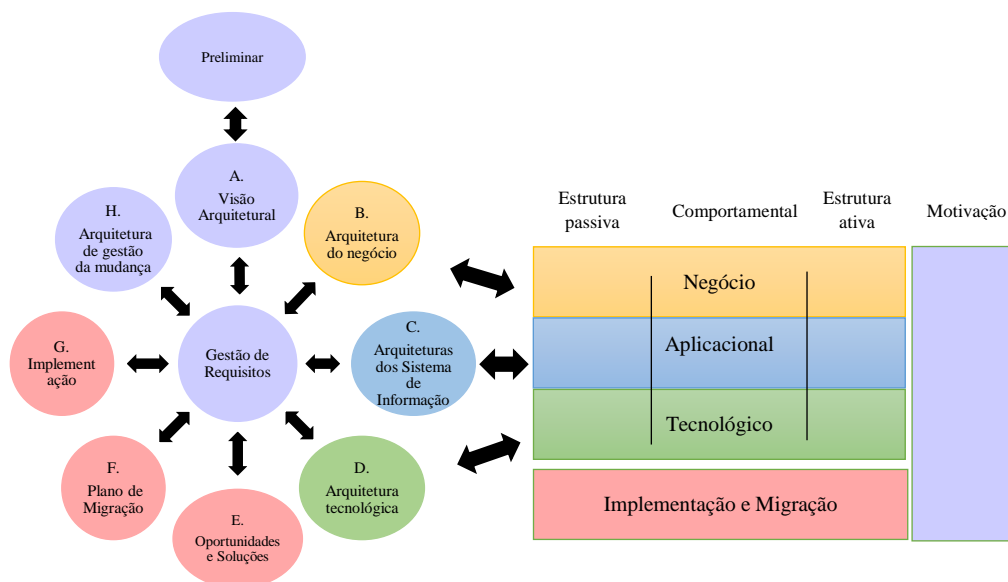 Preliminar
A.
Visão
Arquitetural
B.
Arquitetura
do negócio
H.
Arquitetura
de gestão
da mudança
C.
Arquiteturas
dos Sistema
de
Informação
G.
Implement
ação
Gestão de
Requisitos
F.
Plano de
Migração
D.
Arquitetura
tecnológica
E.
Oportunidades
e Soluções
Estrutura
passiva
Comportamental
Estrutura
ativa
Motivação
Negócio
Aplicacional
Tecnológico
Implementação e Migração